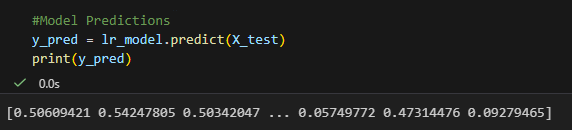 #Model Predictions
y_pred = lr_model.predict(X_test)
print(y_pred)
0.0s
[0.50609421 0.54247805 0.50342047 ... 0.05749772 0.47314476 0.09279465]